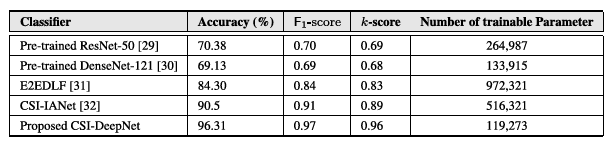 Classifier Accuracy (%) F1-score k-score Number of trainable Parameter
Pre-trained ResNet-50 [29] 70.38 0.70 0.69 264,987
Pre-trained DenseNet-121 [30] 69.13 0.69 0.68 133,915
E2EDLF [31] 84.30 0.84 0.83 972,321
CSI-IANet [32] 90.5 0.91 0.89 516,321
Proposed CSI-DeepNet 96.31 0.97 0.96 119,273